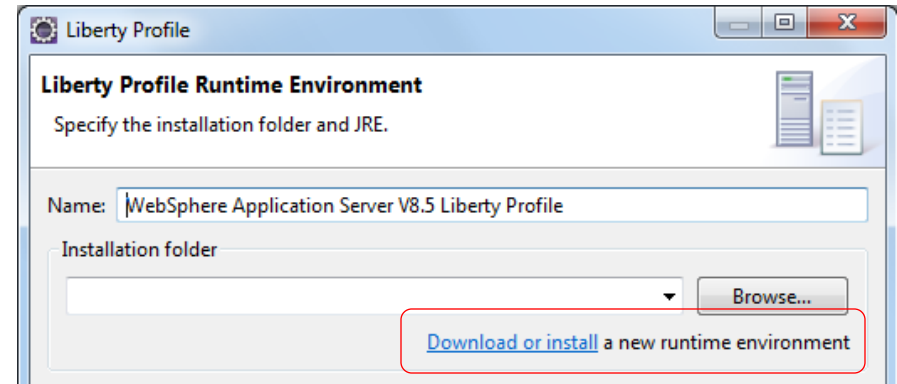 Liberty Profile
Liberty Profile Runtime Environment
Specify the installation folder and JRE.
Name: WebSphere Application Server V8.5 Liberty Profile
Installation folder
Browse...
Download or install a new runtime environment